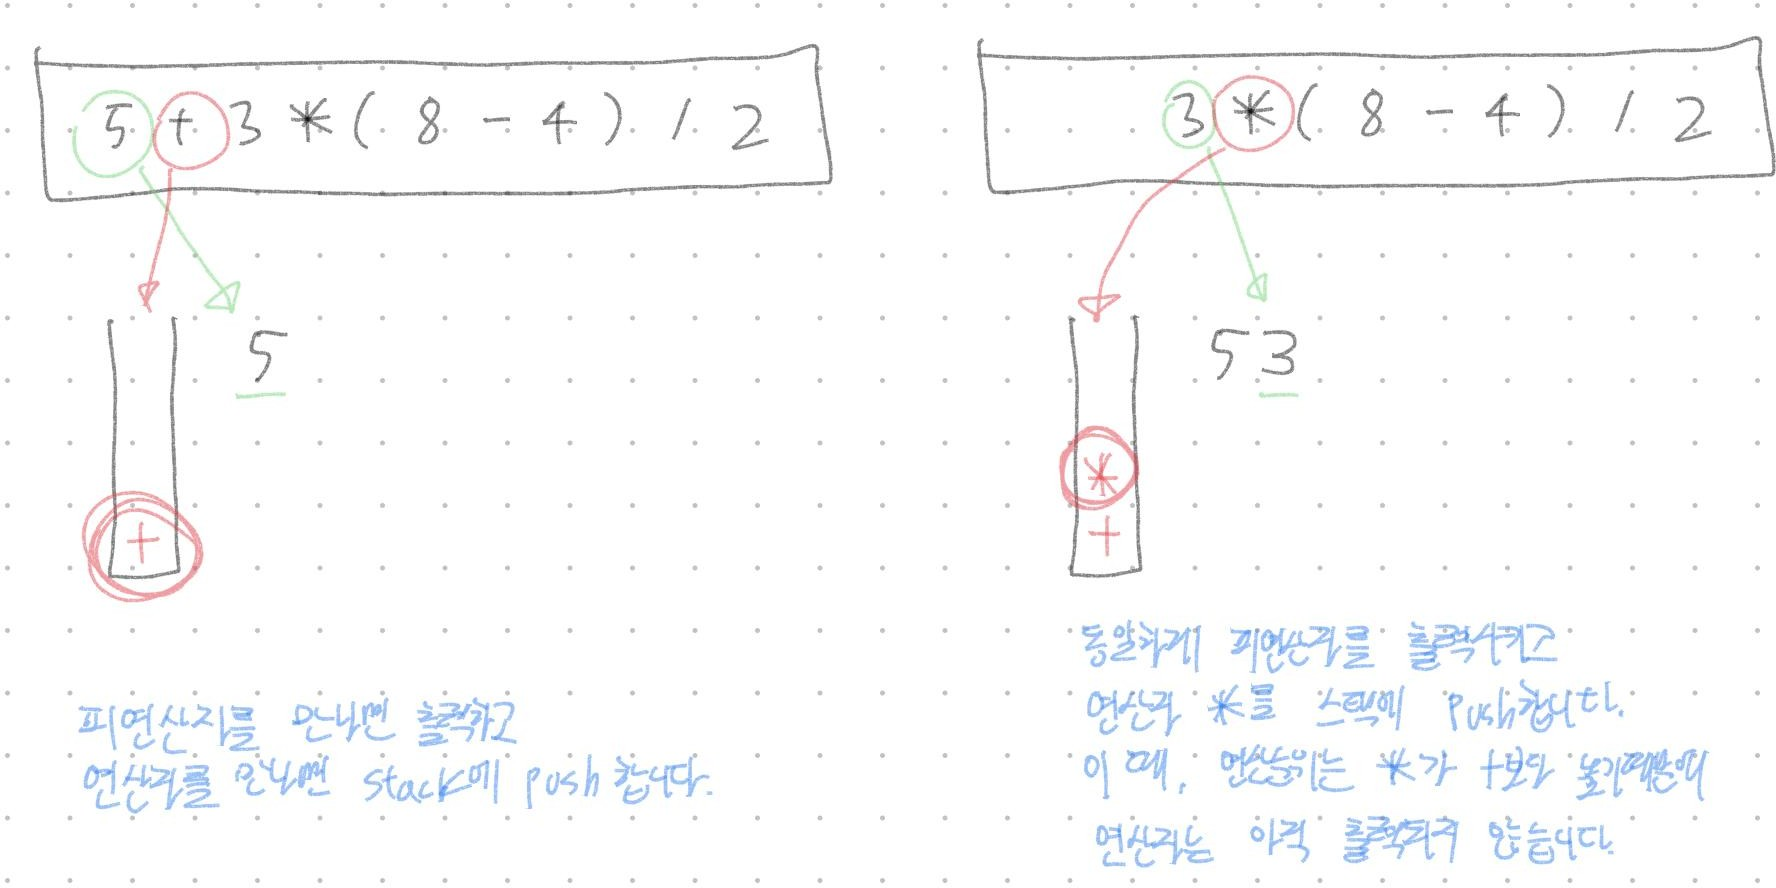 5 + 3 * ( 8 - 4 ) / 2
5
+
피연산자를 만나면 출력하고
연산자를 만나면 stack에 push 합니다.
3 * ( 8 - 4 ) / 2
5 3
*
+
동일하게 피연산자를 출력시키고
연산자 *를 스택에 push합니다.
이 때, 연산순위는 *가 +보다 높기때문에
연산자는 아직 출력되지 않습니다.